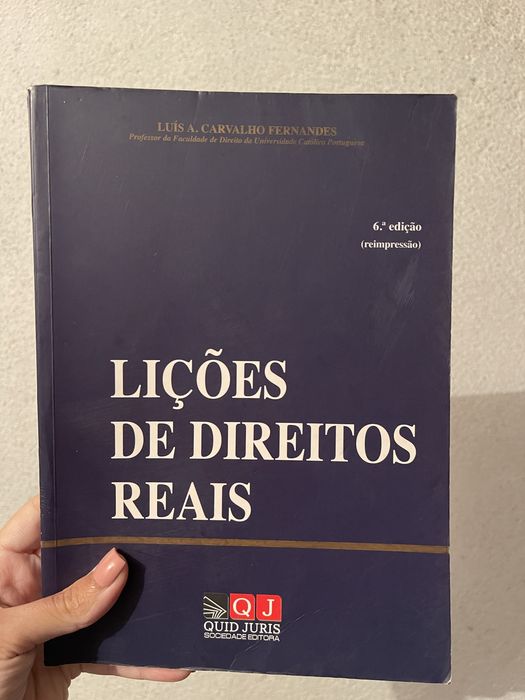 LUÍS A. CARVALHO FERNANDES
Professor da Faculdade de Direito da Universidade Católica Portuguesa
6.ª edição
(reimpressão)
LIÇÕES
DE DIREITOS
REAIS
QJ
QUID JURIS
SOCIEDADE EDITORA